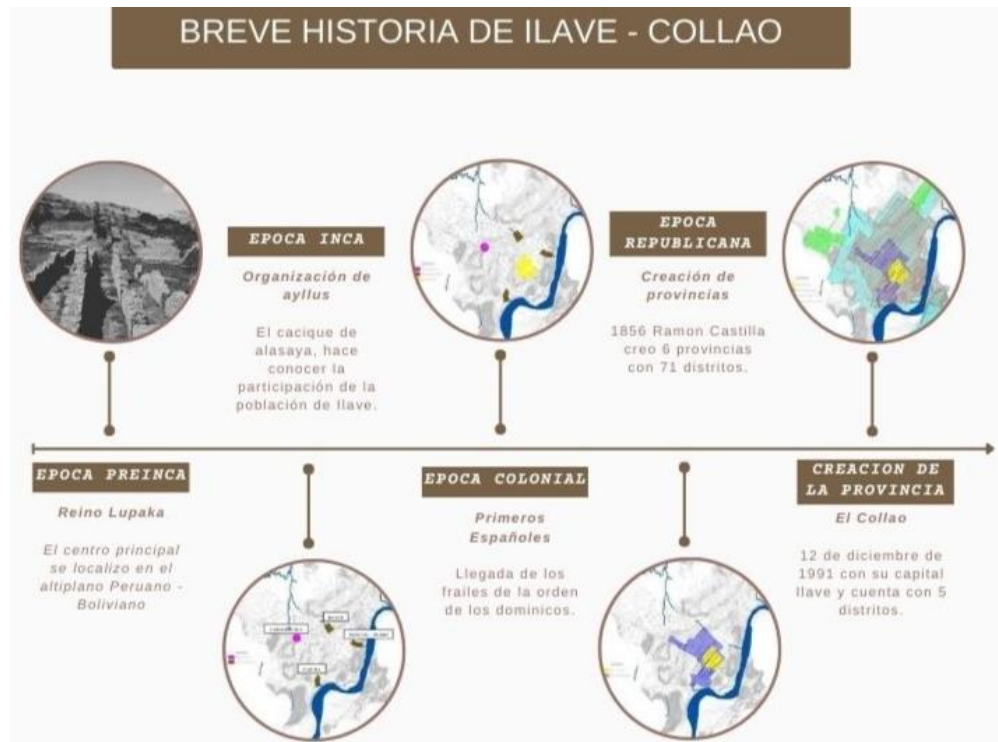 BREVE HISTORIA DE ILAVE - COLLAO
EPOCA PREINCA
Reino Lupaka
El centro principal
se localizo en el
altiplano Peruano -
Boliviano
EPOCA INCA
Organización de
ayllus
El cacique de
alasaya, hace
conocer la
participación de la
población de Ilave.
EPOCA COLONIAL
Primeros
Españoles
Llegada de los
frailes de la orden
de los dominicos.
EPOCA
REPUBLICANA
Creación de
provincias
1856 Ramon Castilla
creo 6 provincias
con 71 distritos.
CREACION DE
LA PROVINCIA
El Collao
12 de diciembre de
1991 con su capital
Ilave y cuenta con 5
distritos.